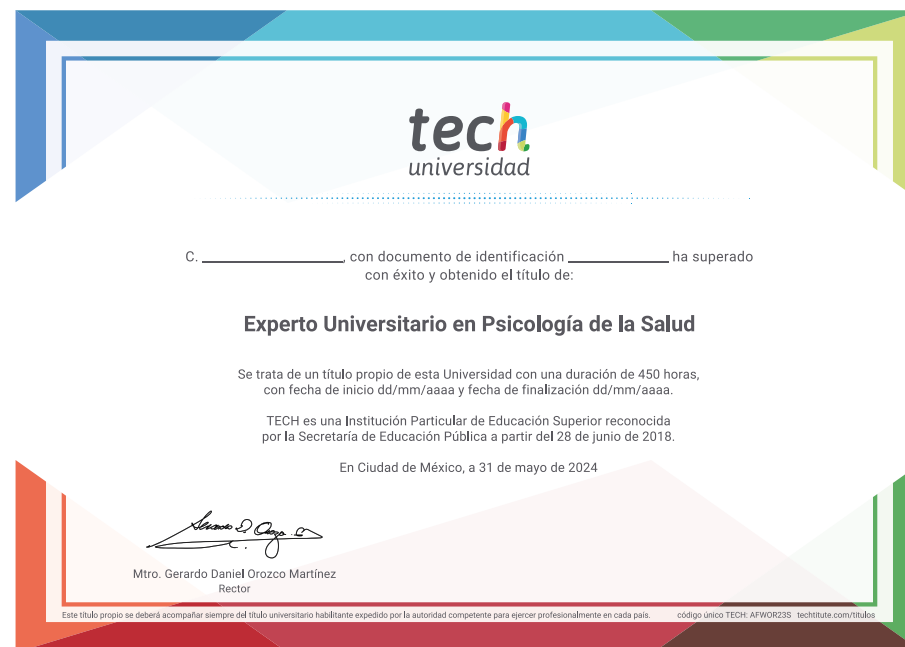 tech
universidad
C. ____________, con documento de identificación ____________ ha superado
con éxito y obtenido el título de:
Experto Universitario en Psicología de la Salud
Se trata de un título propio de esta Universidad con una duración de 450 horas,
con fecha de inicio dd/mm/aaaa y fecha de finalización dd/mm/aaaa.
TECH es una Institución Particular de Educación Superior reconocida
por la Secretaría de Educación Pública a partir del 28 de junio de 2018.
En Ciudad de México, a 31 de mayo de 2024
Mtro. Gerardo Daniel Orozco Martínez
Rector
Este título propio se deberá acompañar siempre del título universitario habilitante expedido por la autoridad competente para ejercer profesionalmente en cada país. código único TECH: AFWOR23S techtitute.com/títulos